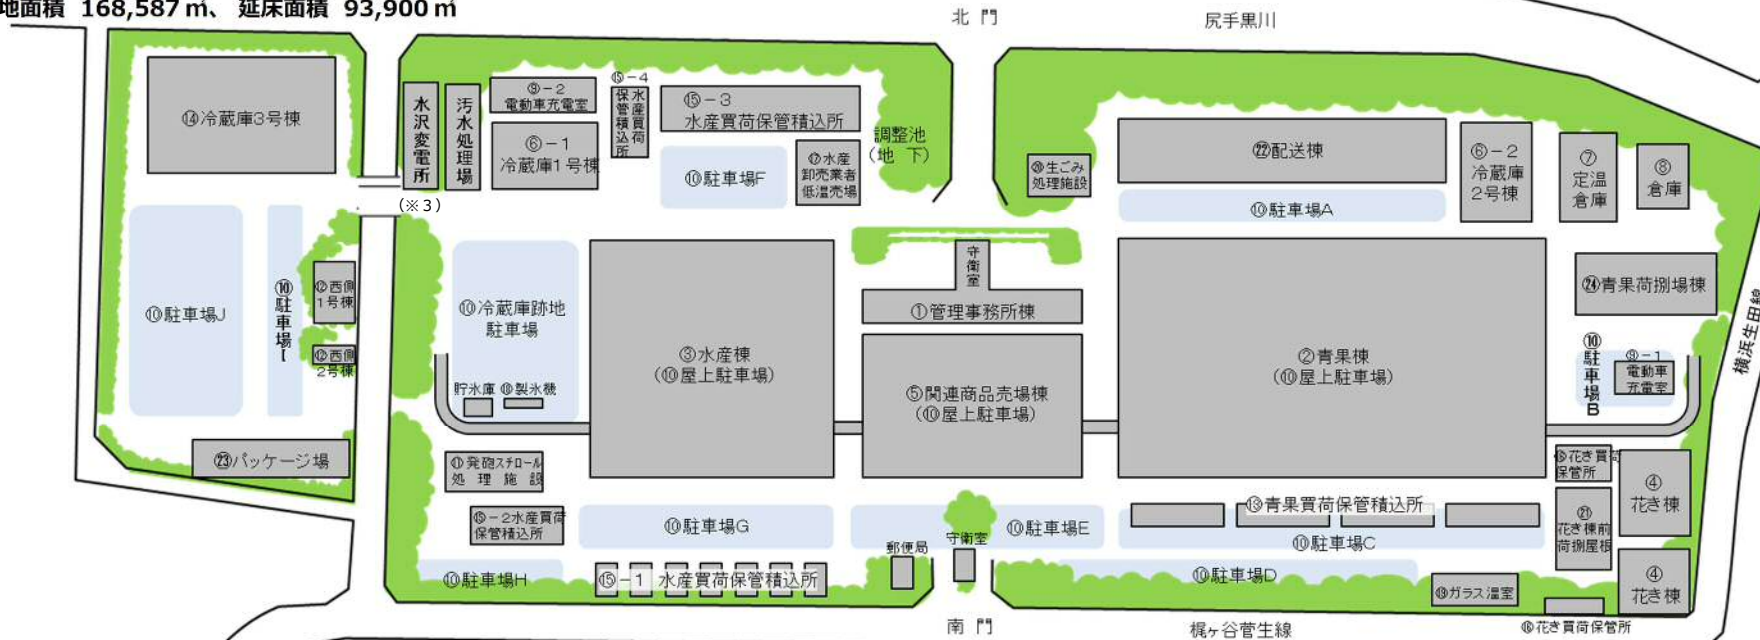 地面積 168,587㎡、 延床面積 93,900㎡
北 門
尻手黒川
⑭冷蔵庫3号棟
水沢変電所
(※3)
汚水処理場
⑨-2
電動車充電室
⑥-1
冷蔵庫1号棟
⑮-4
水産買荷
保管積込所
⑮-3
水産買荷保管積込所
⑩駐車場F
⑰水産
卸売業者
低温売場
調整池
(地 下)
⑳生ごみ
処理施設
㉒配送棟
⑩駐車場A
⑥-2
冷蔵庫
2号棟
⑦
定温
倉庫
⑧
倉庫
⑩駐車場J
⑩駐車場I
⑫西側
1号棟
⑫西側
2号棟
㉓パッケージ場
⑩冷蔵庫跡地
駐車場
貯氷庫
⑱製氷機
③水産棟
(⑩屋上駐車場)
守衛室
①管理事務所棟
⑤関連商品売場棟
(⑩屋上駐車場)
②青果棟
(⑩屋上駐車場)
㉔青果荷捌場棟
⑩駐車場B
⑨-1
電動車
充電室
横浜生田線
⑪発砲スチロール
処 理 施 設
⑮-2水産買荷
保管積込所
⑩駐車場G
⑩駐車場H
⑮-1 水産買荷保管積込所
郵便局
守衛室
⑩駐車場E
⑬青果買荷保管積込所
⑩駐車場C
⑩駐車場D
⑯花き買荷
保管所
④
花き棟
㉑
花き棟前
荷捌屋根
④
花き棟
⑲ガラス温室
⑯花き買荷保管所
南 門
梶ヶ谷菅生線